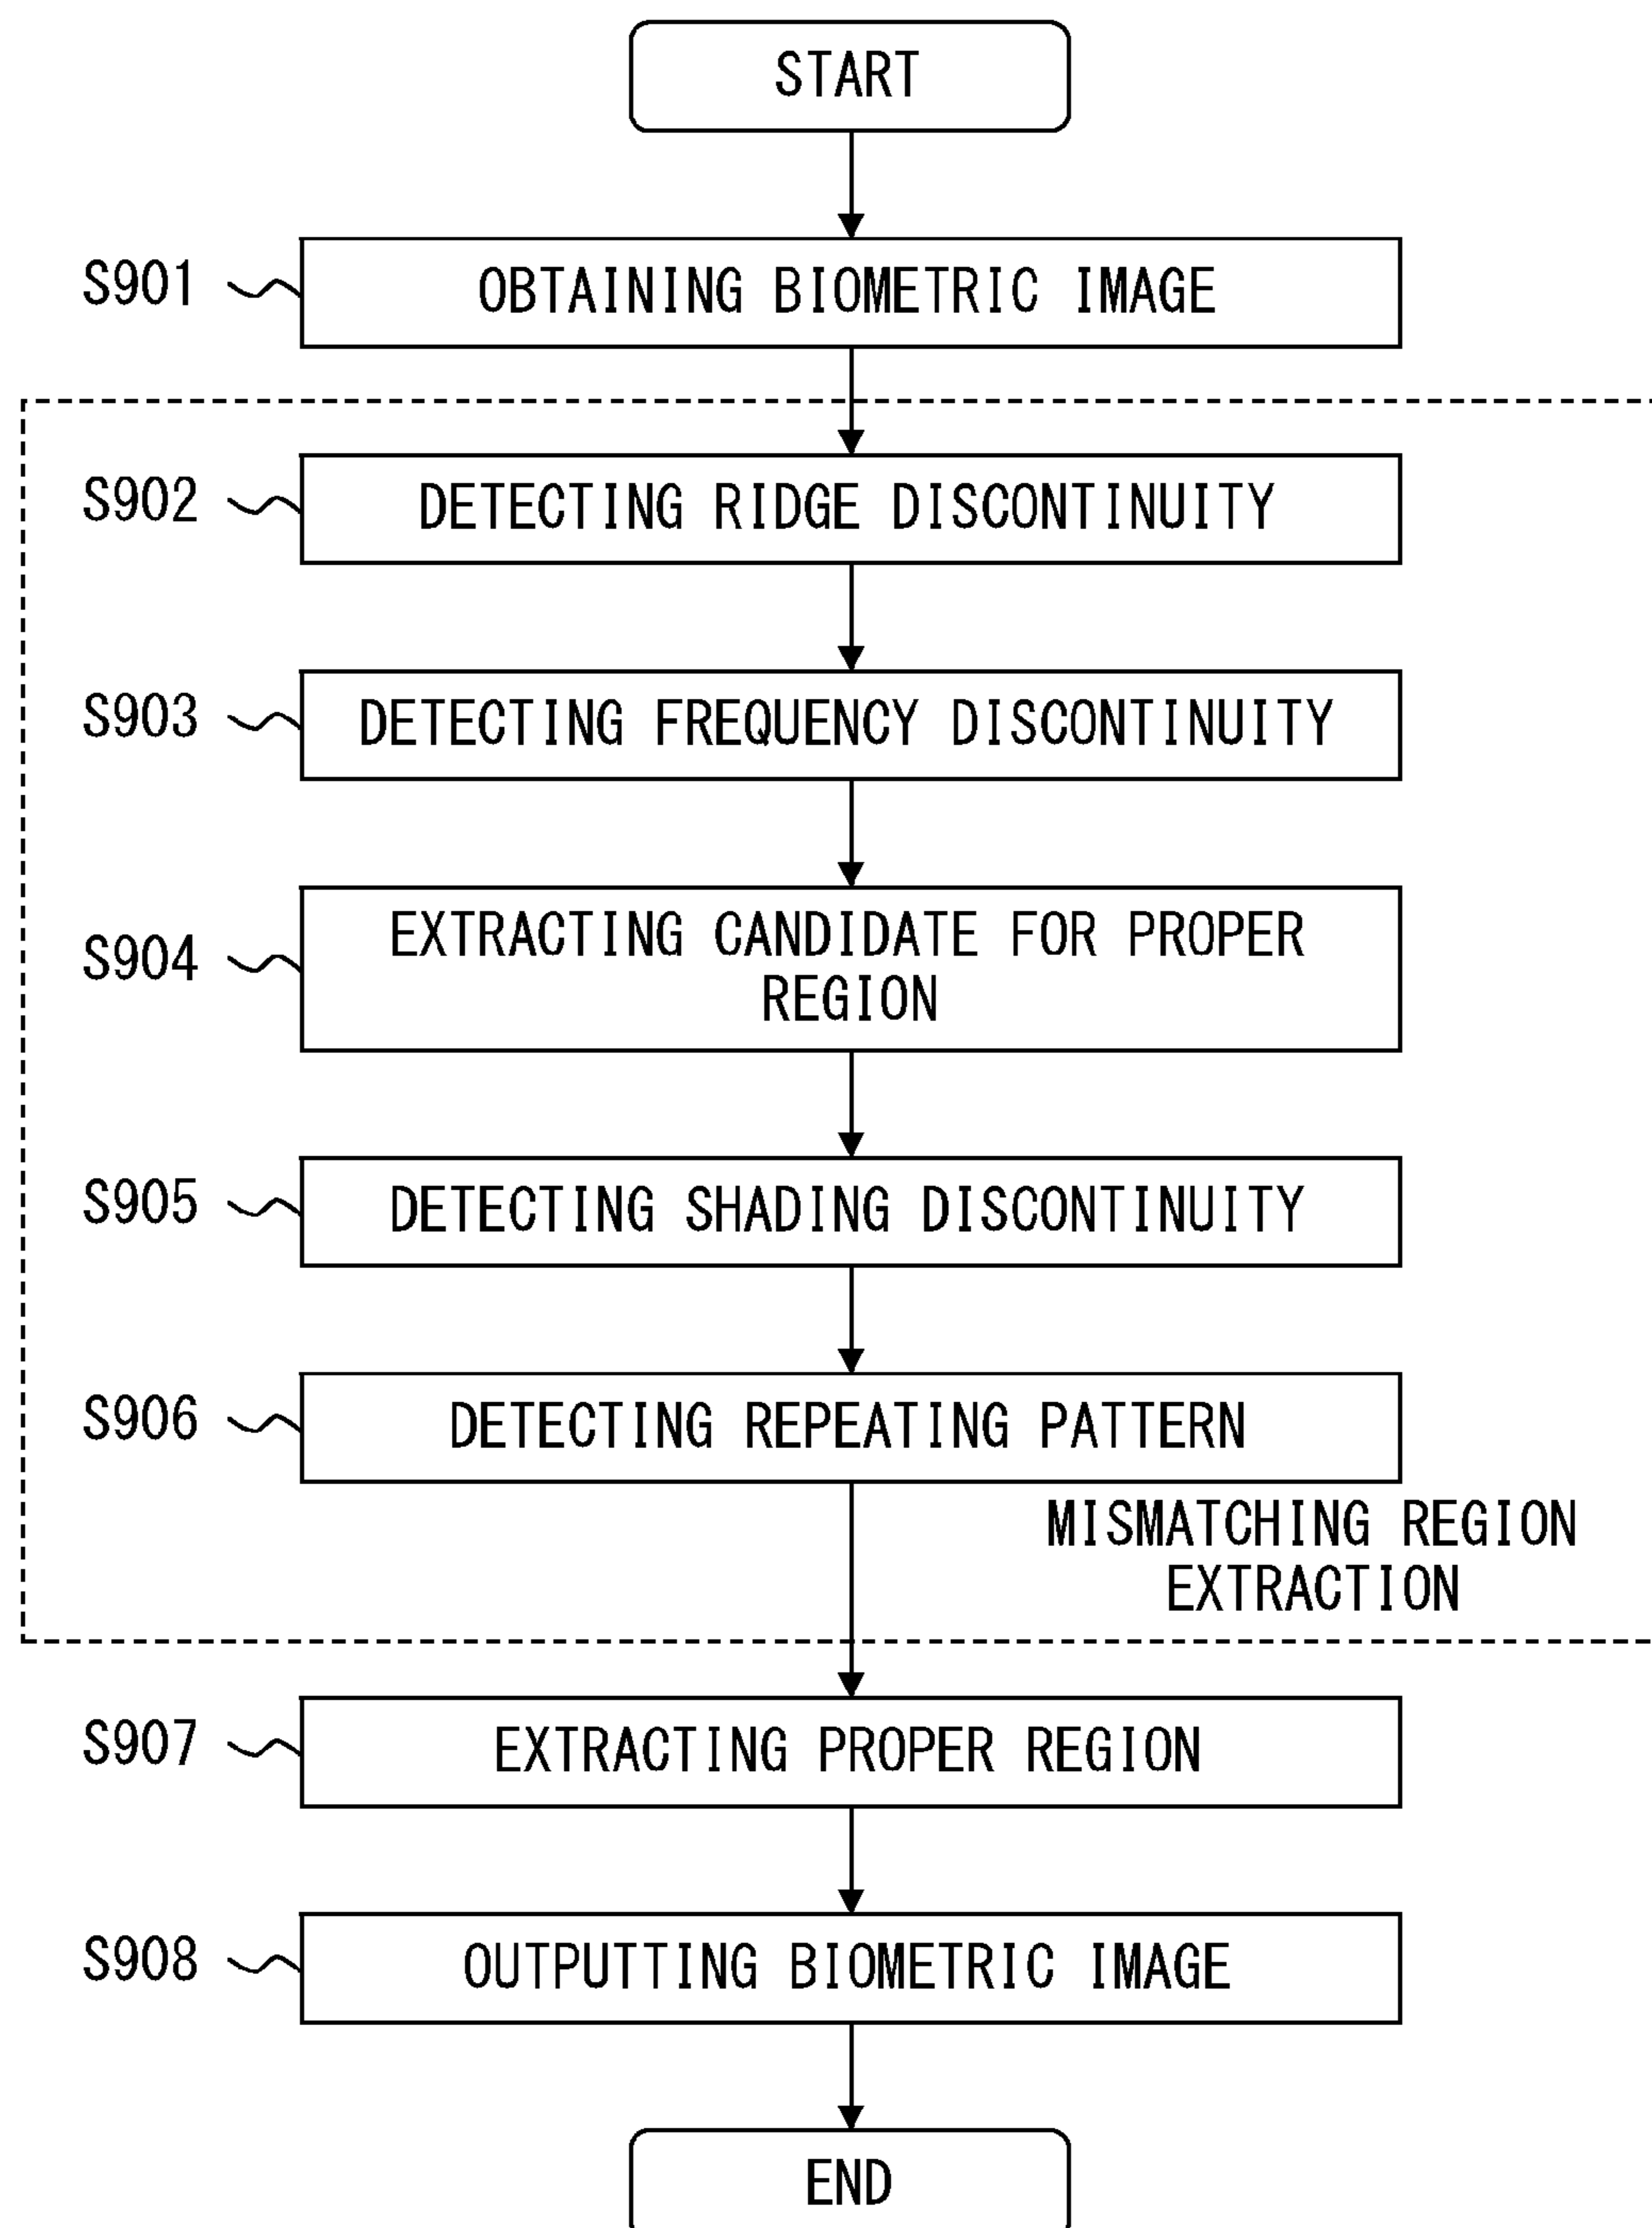 START
S901
OBTAINING BIOMETRIC IMAGE
S902
DETECTING RIDGE DISCONTINUITY
S903
DETECTING FREQUENCY DISCONTINUITY
S904
EXTRACTING CANDIDATE FOR PROPER
REGION
S905
DETECTING SHADING DISCONTINUITY
S906
DETECTING REPEATING PATTERN
MISMATCHING REGION
EXTRACTION
S907
EXTRACTING PROPER REGION
S908
OUTPUTTING BIOMETRIC IMAGE
END